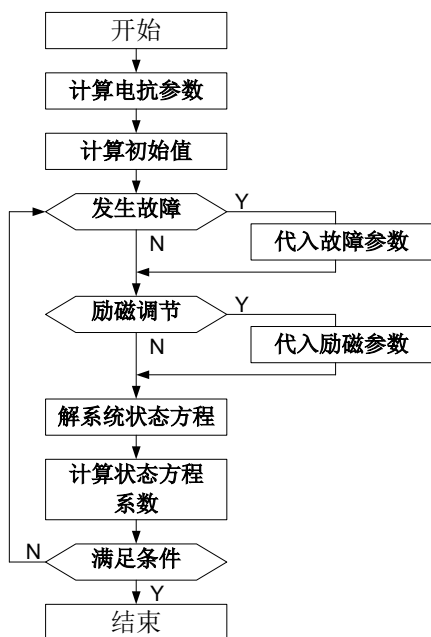 开始
计算电抗参数
计算初始值
发生故障
Y
代入故障参数
N
励磁调节
Y
代入励磁参数
N
解系统状态方程
计算状态方程
系数
N
满足条件
Y
结束